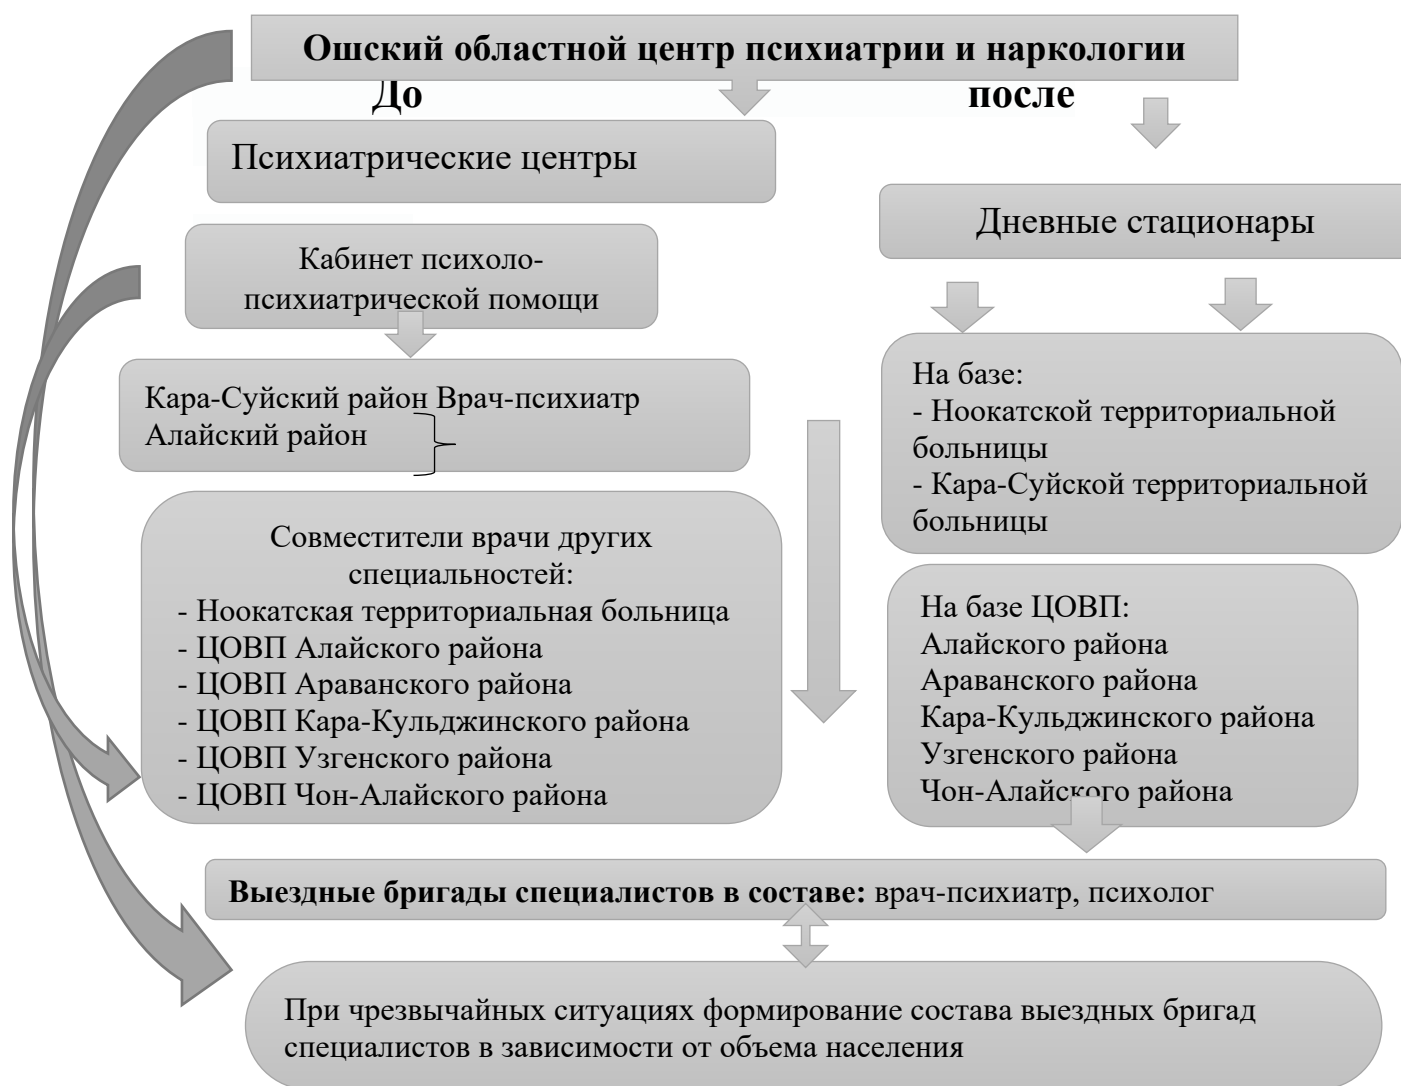 Ошский областной центр психиатрии и наркологии
До
после
Психиатрические центры
Кабинет психоло-
психиатрической помощи
Кара-Суйский район Врач-психиатр
Алайский район
Совместители врачи других
специальностей:
- Ноокатская территориальная больница
- ЦОВП Алайского района
- ЦОВП Араванского района
- ЦОВП Кара-Кульджинского района
- ЦОВП Узгенского района
- ЦОВП Чон-Алайского района
Дневные стационары
На базе:
- Ноокатской территориальной
больницы
- Кара-Суйской территориальной
больницы
На базе ЦОВП:
Алайского района
Араванского района
Кара-Кульджинского района
Узгенского района
Чон-Алайского района
Выездные бригады специалистов в составе: врач-психиатр, психолог
При чрезвычайных ситуациях формирование состава выездных бригад
специалистов в зависимости от объема населения